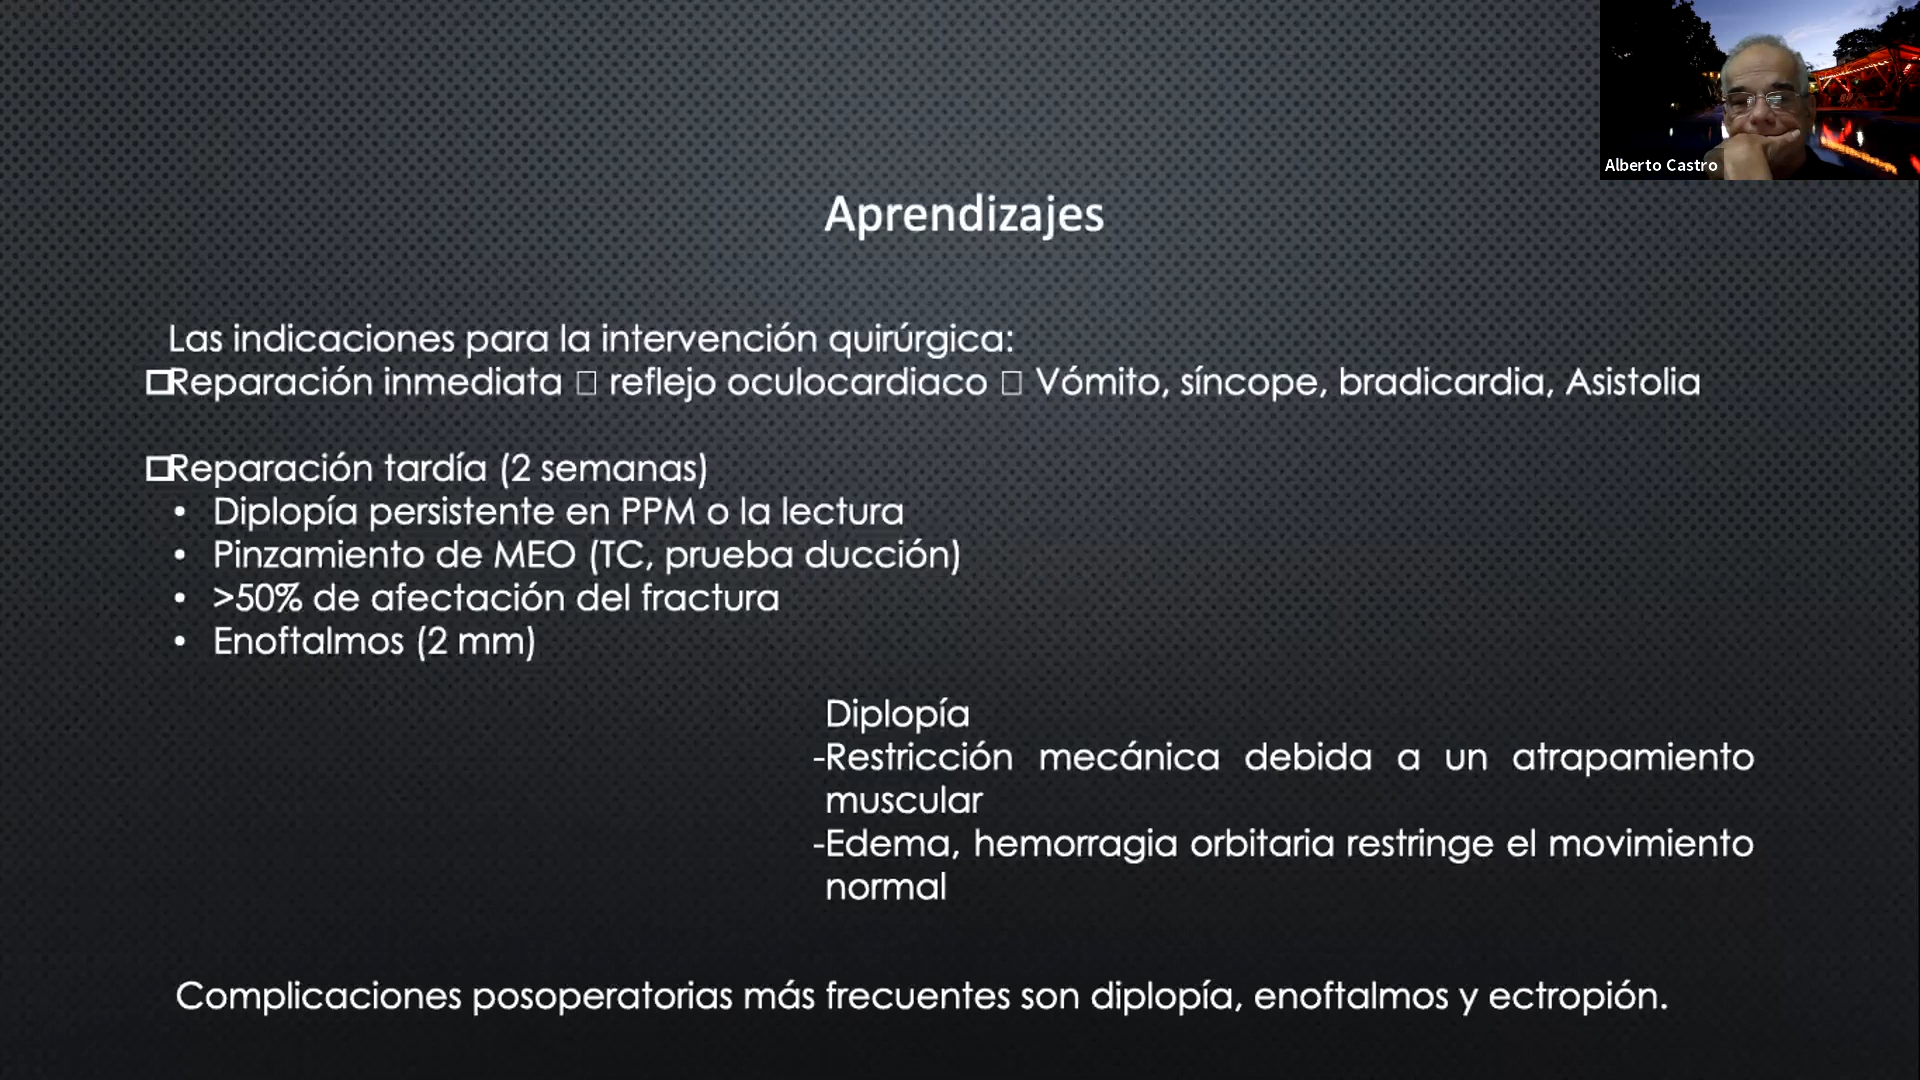 Alberto Castro
Aprendizajes
Las indicaciones para la intervención quirúrgica:
□Reparación inmediata □ reflejo oculocardiaco □ Vómito, síncope, bradicardia, Asistolia
□Reparación tardía (2 semanas)
• Diplopía persistente en PPM o la lectura
• Pinzamiento de MEO (TC, prueba ducción)
• >50% de afectación del fractura
• Enoftalmos (2 mm)
Diplopía
-Restricción mecánica debida a un atrapamiento
muscular
-Edema, hemorragia orbitaria restringe el movimiento
normal
Complicaciones posoperatorias más frecuentes son diplopía, enoftalmos y ectropión.